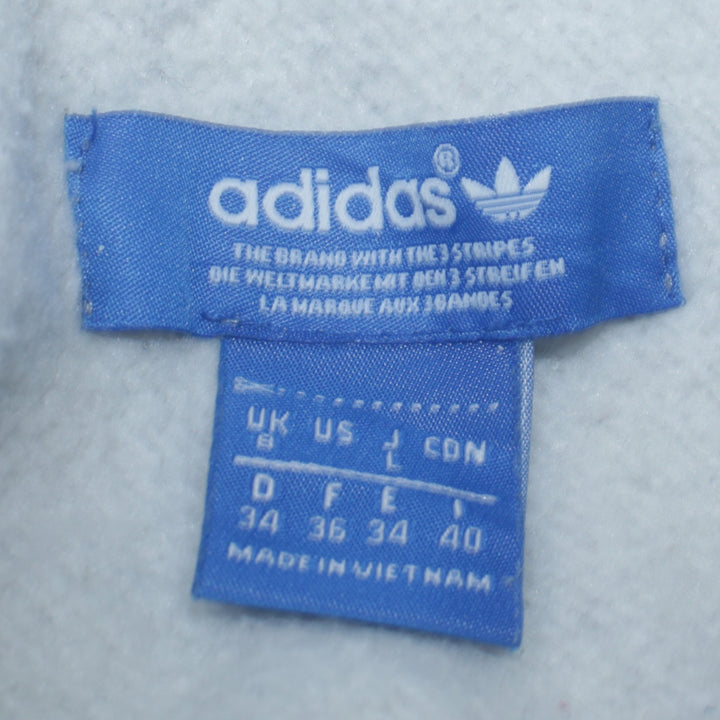 adidas®
THE BRAND WITH THE 3 STRIPES
DIE WELTMARKE MIT DEN 3 STREIFEN
LA MARQUE AUX 3 BANDES
UK US J CDN
8 L
D F E I
34 36 34 40
MADE IN VIETNAM